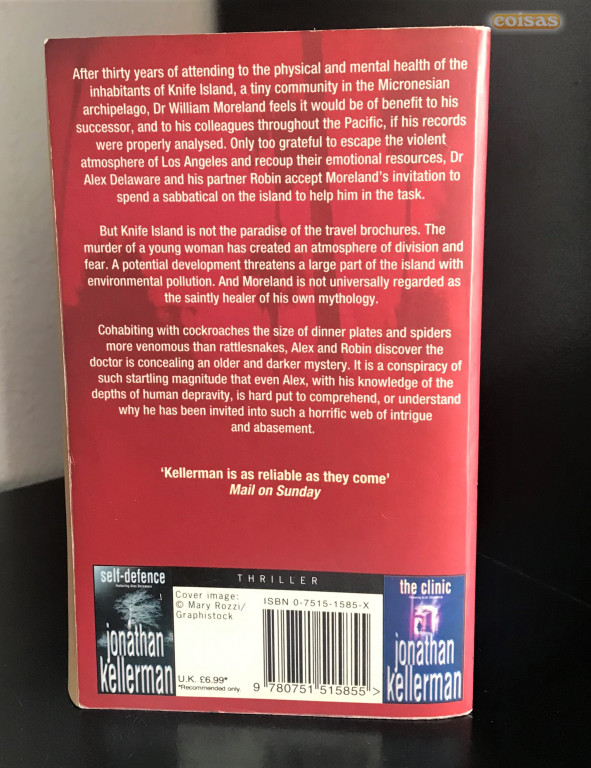 coisas
After thirty years of attending to the physical and mental health of the
inhabitants of Knife Island, a tiny community in the Micronesian
archipelago, Dr William Moreland feels it would be of benefit to his
successor, and to his colleagues throughout the Pacific, if his records
were properly analysed. Only too grateful to escape the violent
atmosphere of Los Angeles and recoup their emotional resources, Dr
Alex Delaware and his partner Robin accept Moreland's invitation to
spend a sabbatical on the island to help him in the task.
But Knife Island is not the paradise of the travel brochures. The
murder of a young woman has created an atmosphere of division and
fear. A potential development threatens a large part of the island with
environmental pollution. And Moreland is not universally regarded as
the saintly healer of his own mythology.
Cohabiting with cockroaches the size of dinner plates and spiders
more venomous than rattlesnakes, Alex and Robin discover the
doctor is concealing an older and darker mystery. It is a conspiracy of
such startling magnitude that even Alex, with his knowledge of the
depths of human depravity, is hard put to comprehend, or understand
why he has been invited into such a horrific web of intrigue
and abasement.
'Kellerman is as reliable as they come'
Mail on Sunday
THRILLER
self-defence
jonathan
kellerman
Cover image:
© Mary Rozzi/
Graphistock
U.K. £6.99*
*Recommended only.
ISBN 0-7515-1585-X
9 780751 515855 >
the clinic
jonathan
kellerman